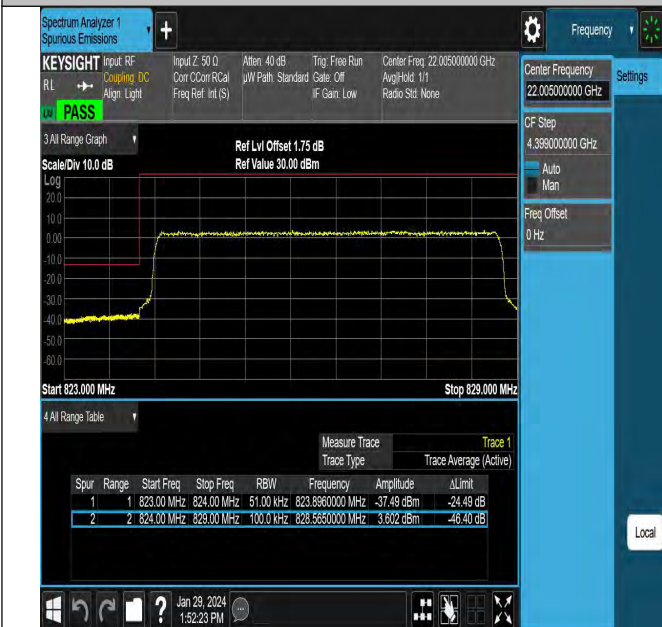 Spectrum Analyzer 1
Spurious Emissions
Frequency
KEYSIGHT
RL
Input: RF
Coupling: DC
Align: Light
Input Z: 50 Ω
Corr CCorr RCal
Freq Ref: Int (S)
Atten: 40 dB
µW Path: Standard
Trig: Free Run
Gate: Off
IF Gain: Low
Center Freq: 22.005000000 GHz
Avg|Hold: 1/1
Radio Std: None
PASS
Center Frequency
22.005000000 GHz
Settings
CF Step
4.399000000 GHz
Auto
Man
Freq Offset
0 Hz
3 All Range Graph
Scale/Div 10.0 dB
Ref Lvl Offset 1.75 dB
Ref Value 30.00 dBm
Log
20.0
10.0
0.00
-10.0
-20.0
-30.0
-40.0
-50.0
-60.0
Start 823.000 MHz
Stop 829.000 MHz
4 All Range Table
Measure Trace Trace 1
Trace Type Trace Average (Active)
Spur Range Start Freq Stop Freq RBW Frequency Amplitude ∆Limit
1 1 823.00 MHz 824.00 MHz 51.00 kHz 823.8960000 MHz -37.49 dBm -24.49 dB
2 2 824.00 MHz 829.00 MHz 100.0 kHz 828.5650000 MHz 3.602 dBm -46.40 dB
Local
?
Jan 29, 2024
1:52:23 PM